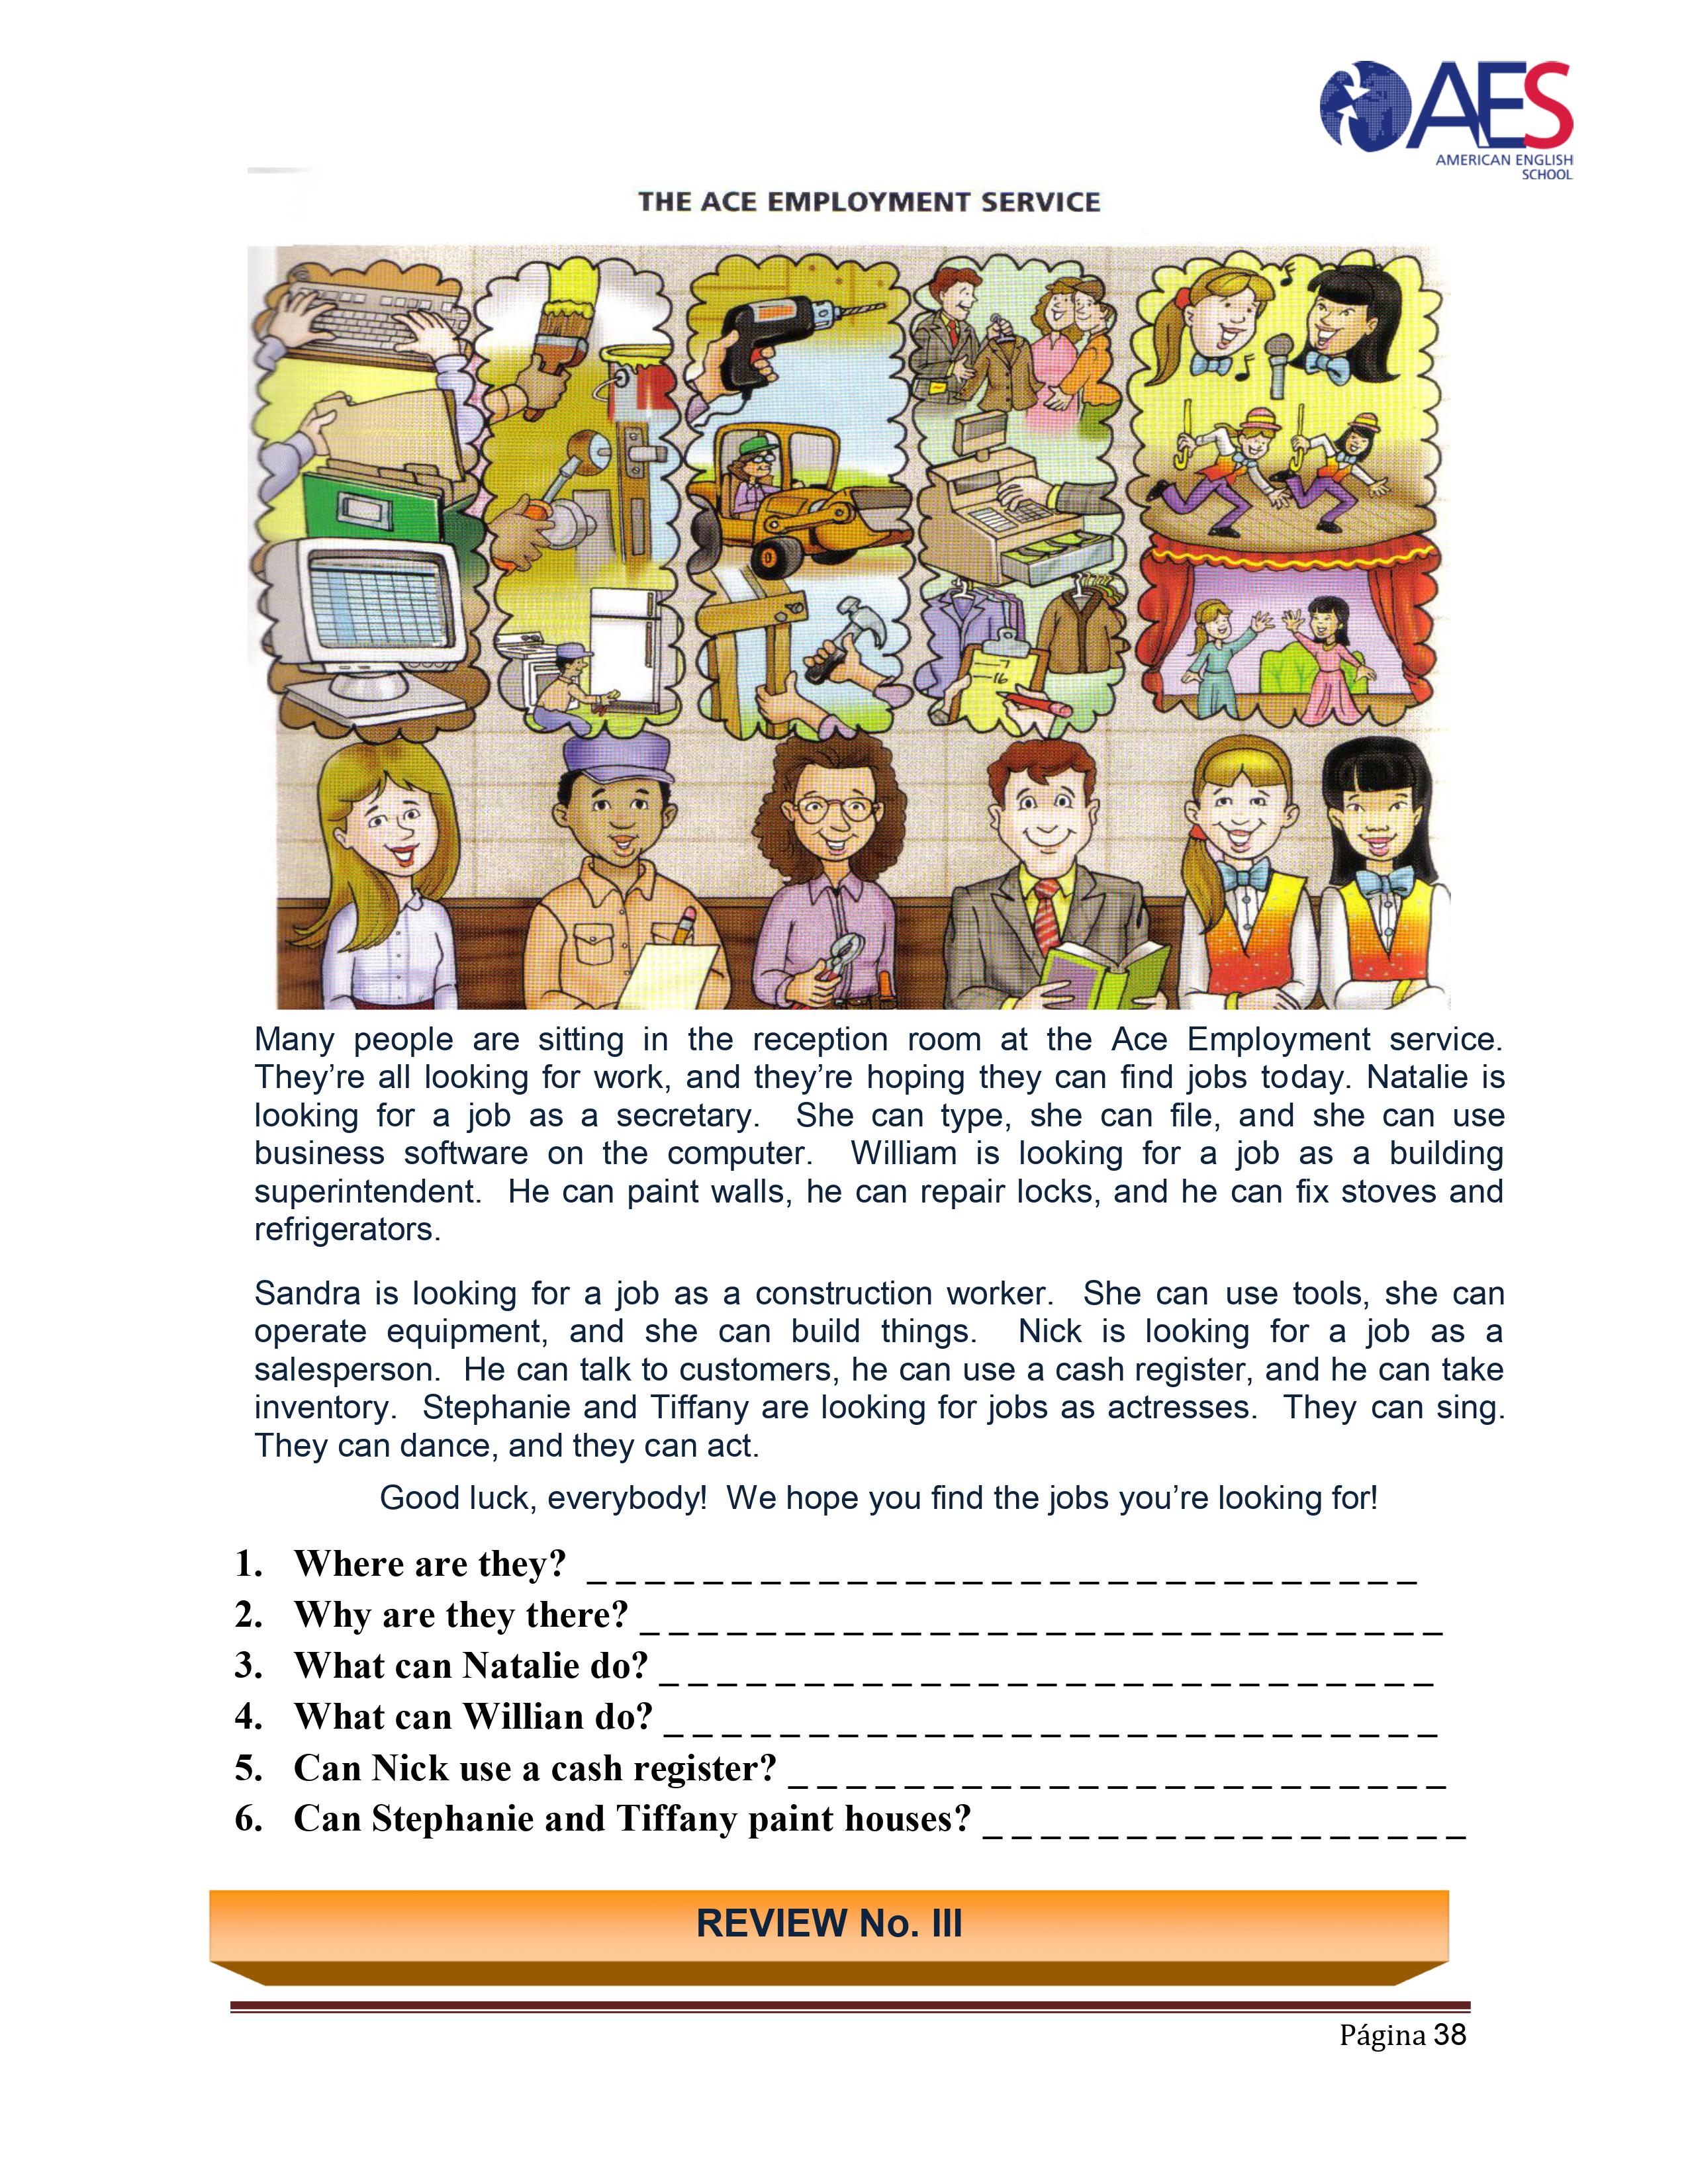 AES
AMERICAN ENGLISH
SCHOOL
THE ACE EMPLOYMENT SERVICE
Many people are sitting in the reception room at the Ace Employment service.
They’re all looking for work, and they’re hoping they can find jobs today. Natalie is
looking for a job as a secretary. She can type, she can file, and she can use
business software on the computer. William is looking for a job as a building
superintendent. He can paint walls, he can repair locks, and he can fix stoves and
refrigerators.
Sandra is looking for a job as a construction worker. She can use tools, she can
operate equipment, and she can build things. Nick is looking for a job as a
salesperson. He can talk to customers, he can use a cash register, and he can take
inventory. Stephanie and Tiffany are looking for jobs as actresses. They can sing.
They can dance, and they can act.
Good luck, everybody! We hope you find the jobs you’re looking for!
1. Where are they? _ _ _ _ _ _ _ _ _ _ _ _ _ _ _ _ _ _ _ _ _ _ _ _ _ _ _ _ _
2. Why are they there? _ _ _ _ _ _ _ _ _ _ _ _ _ _ _ _ _ _ _ _ _ _ _ _ _ _ _ _
3. What can Natalie do? _ _ _ _ _ _ _ _ _ _ _ _ _ _ _ _ _ _ _ _ _ _ _ _ _ _ _
4. What can Willian do? _ _ _ _ _ _ _ _ _ _ _ _ _ _ _ _ _ _ _ _ _ _ _ _ _ _ _
5. Can Nick use a cash register? _ _ _ _ _ _ _ _ _ _ _ _ _ _ _ _ _ _ _ _ _ _ _
6. Can Stephanie and Tiffany paint houses? _ _ _ _ _ _ _ _ _ _ _ _ _ _ _ _ _
REVIEW No. III
Página 38